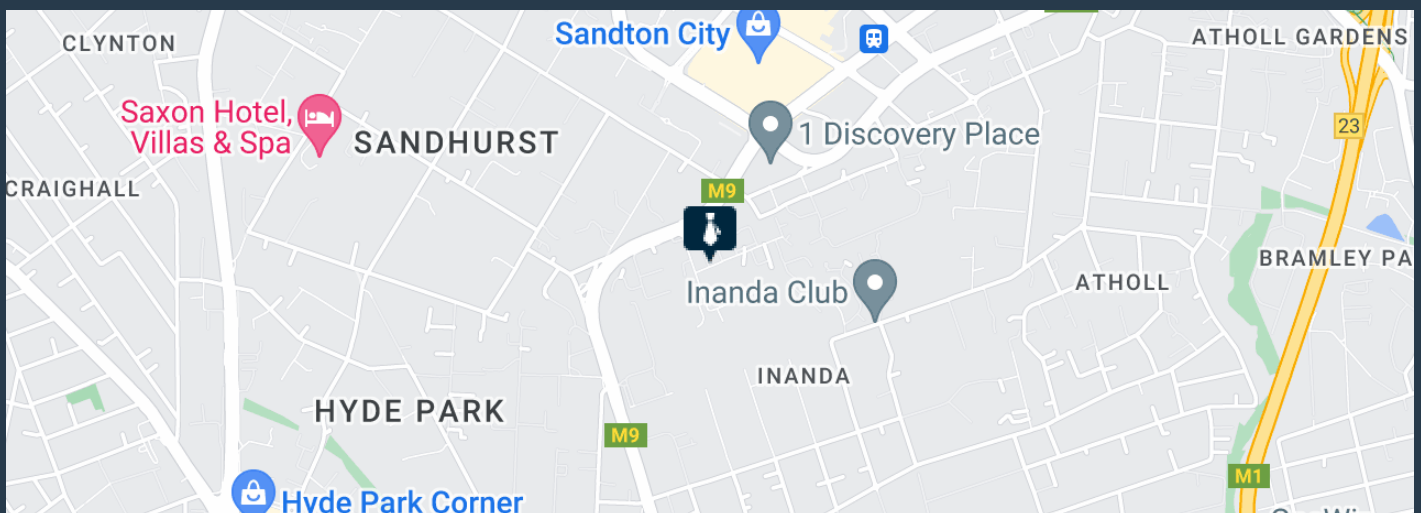 CLYNTON
Sandton City
ATHOLL GARDENS
Saxon Hotel,
Villas & Spa
SANDHURST
1 Discovery Place
23
CRAIGHALL
M9
BRAMLEY PA
ATHOLL
Inanda Club
INANDA
HYDE PARK
M9
M1
Hyde Park Corner